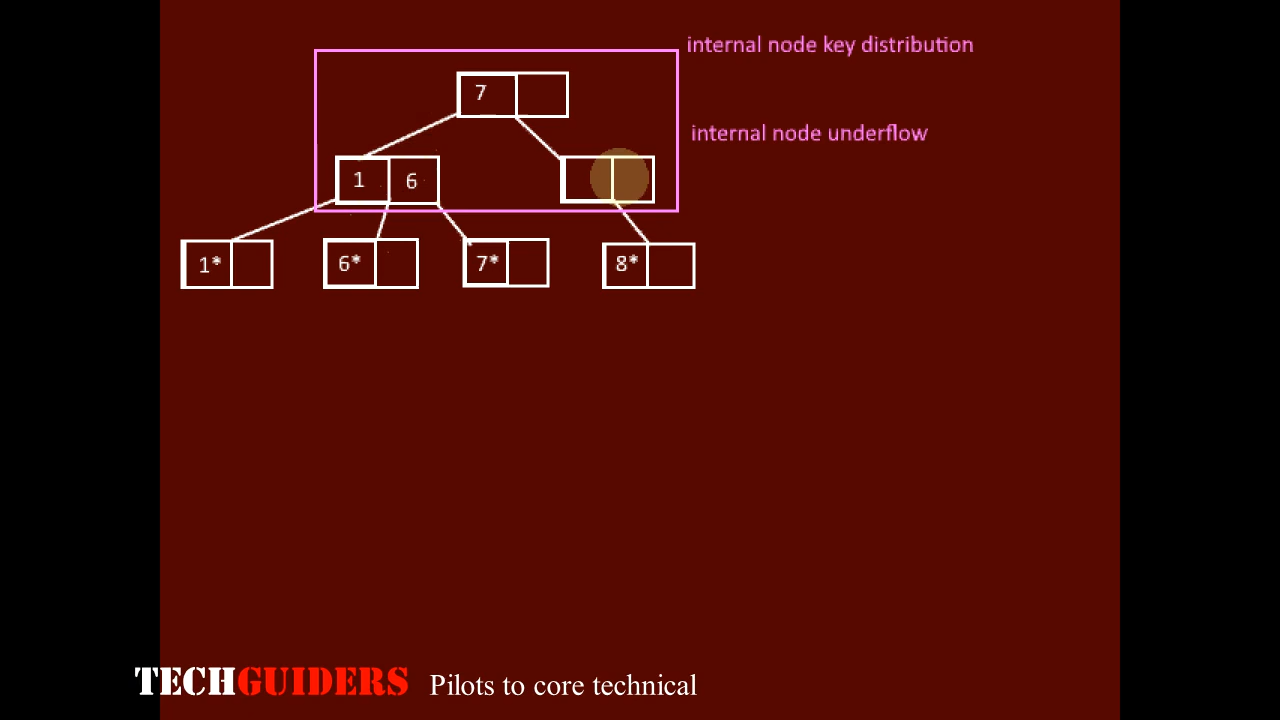 internal node key distribution
7
internal node underflow
1 6
1* 6* 7* 8*
TECHGUIDERS Pilots to core technical